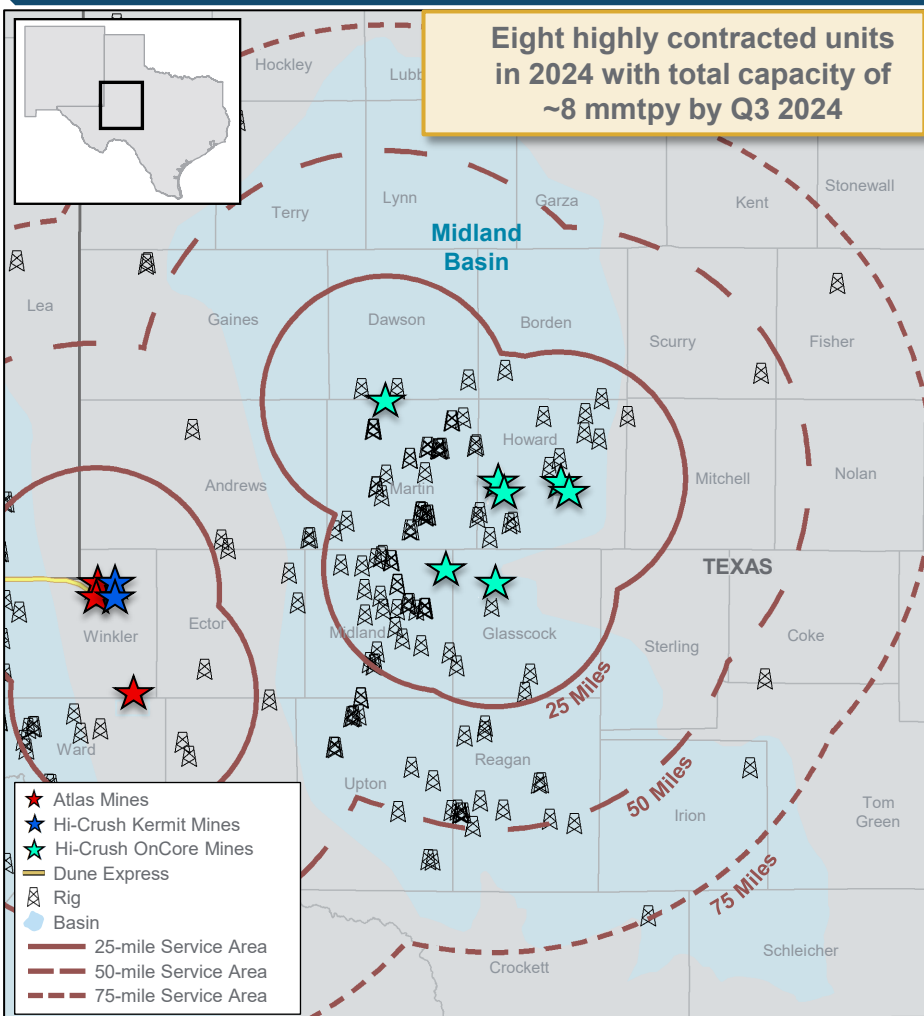 Eight highly contracted units
in 2024 with total capacity of
~8 mmtpy by Q3 2024
Hockley
Stonewall
Kent
Garza
Lynn
Terry
Midland
Basin
Lea
Gaines
Dawson
Borden
Scurry
Fisher
Howard
Andrews
Martin
Mitchell
Nolan
TEXAS
Winkler
Ector
Midland
Glasscock
Sterling
Coke
25 Miles
Ward
Upton
Reagan
50 Miles
Irion
Tom
Green
75 Miles
Crockett
Schleicher
Atlas Mines
Hi-Crush Kermit Mines
Hi-Crush OnCore Mines
Dune Express
Rig
Basin
25-mile Service Area
50-mile Service Area
75-mile Service Area